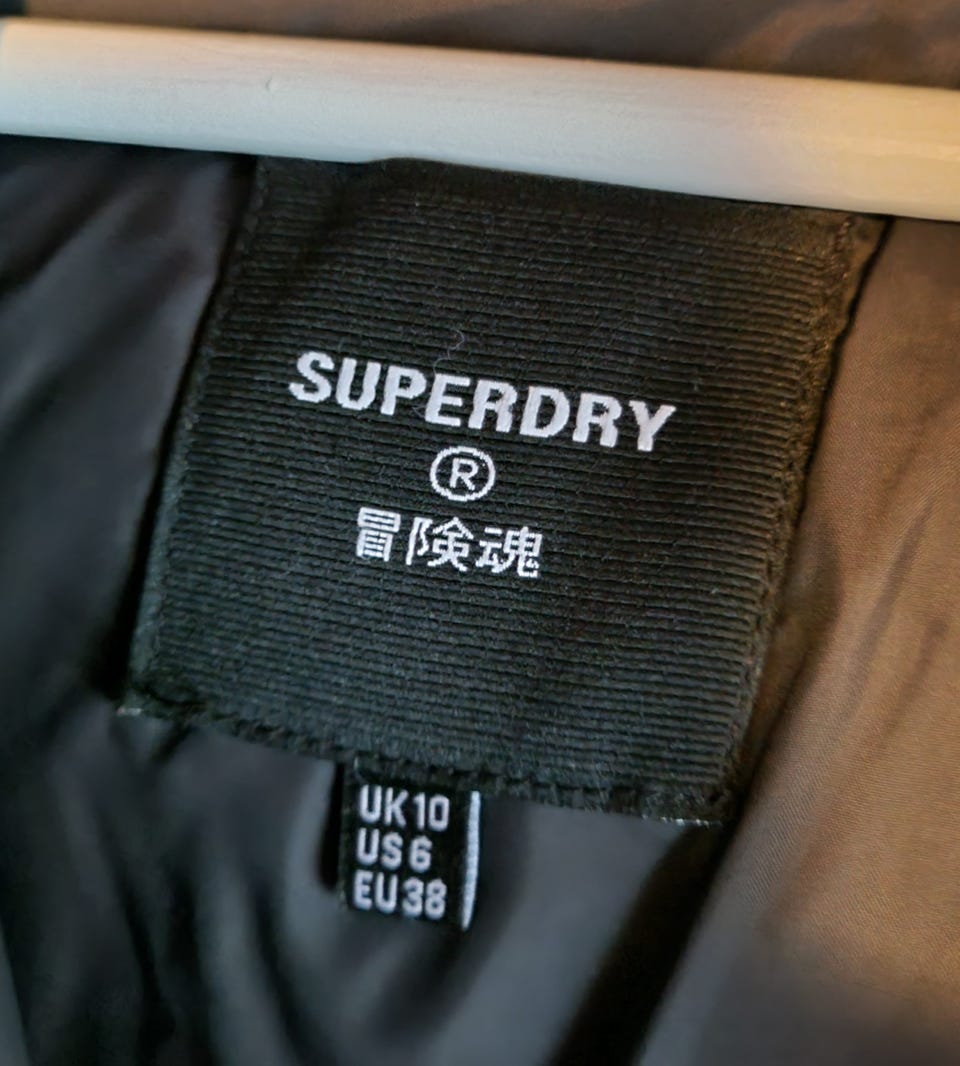 SUPERDRY
®
冒険魂
UK10
US6
EU38